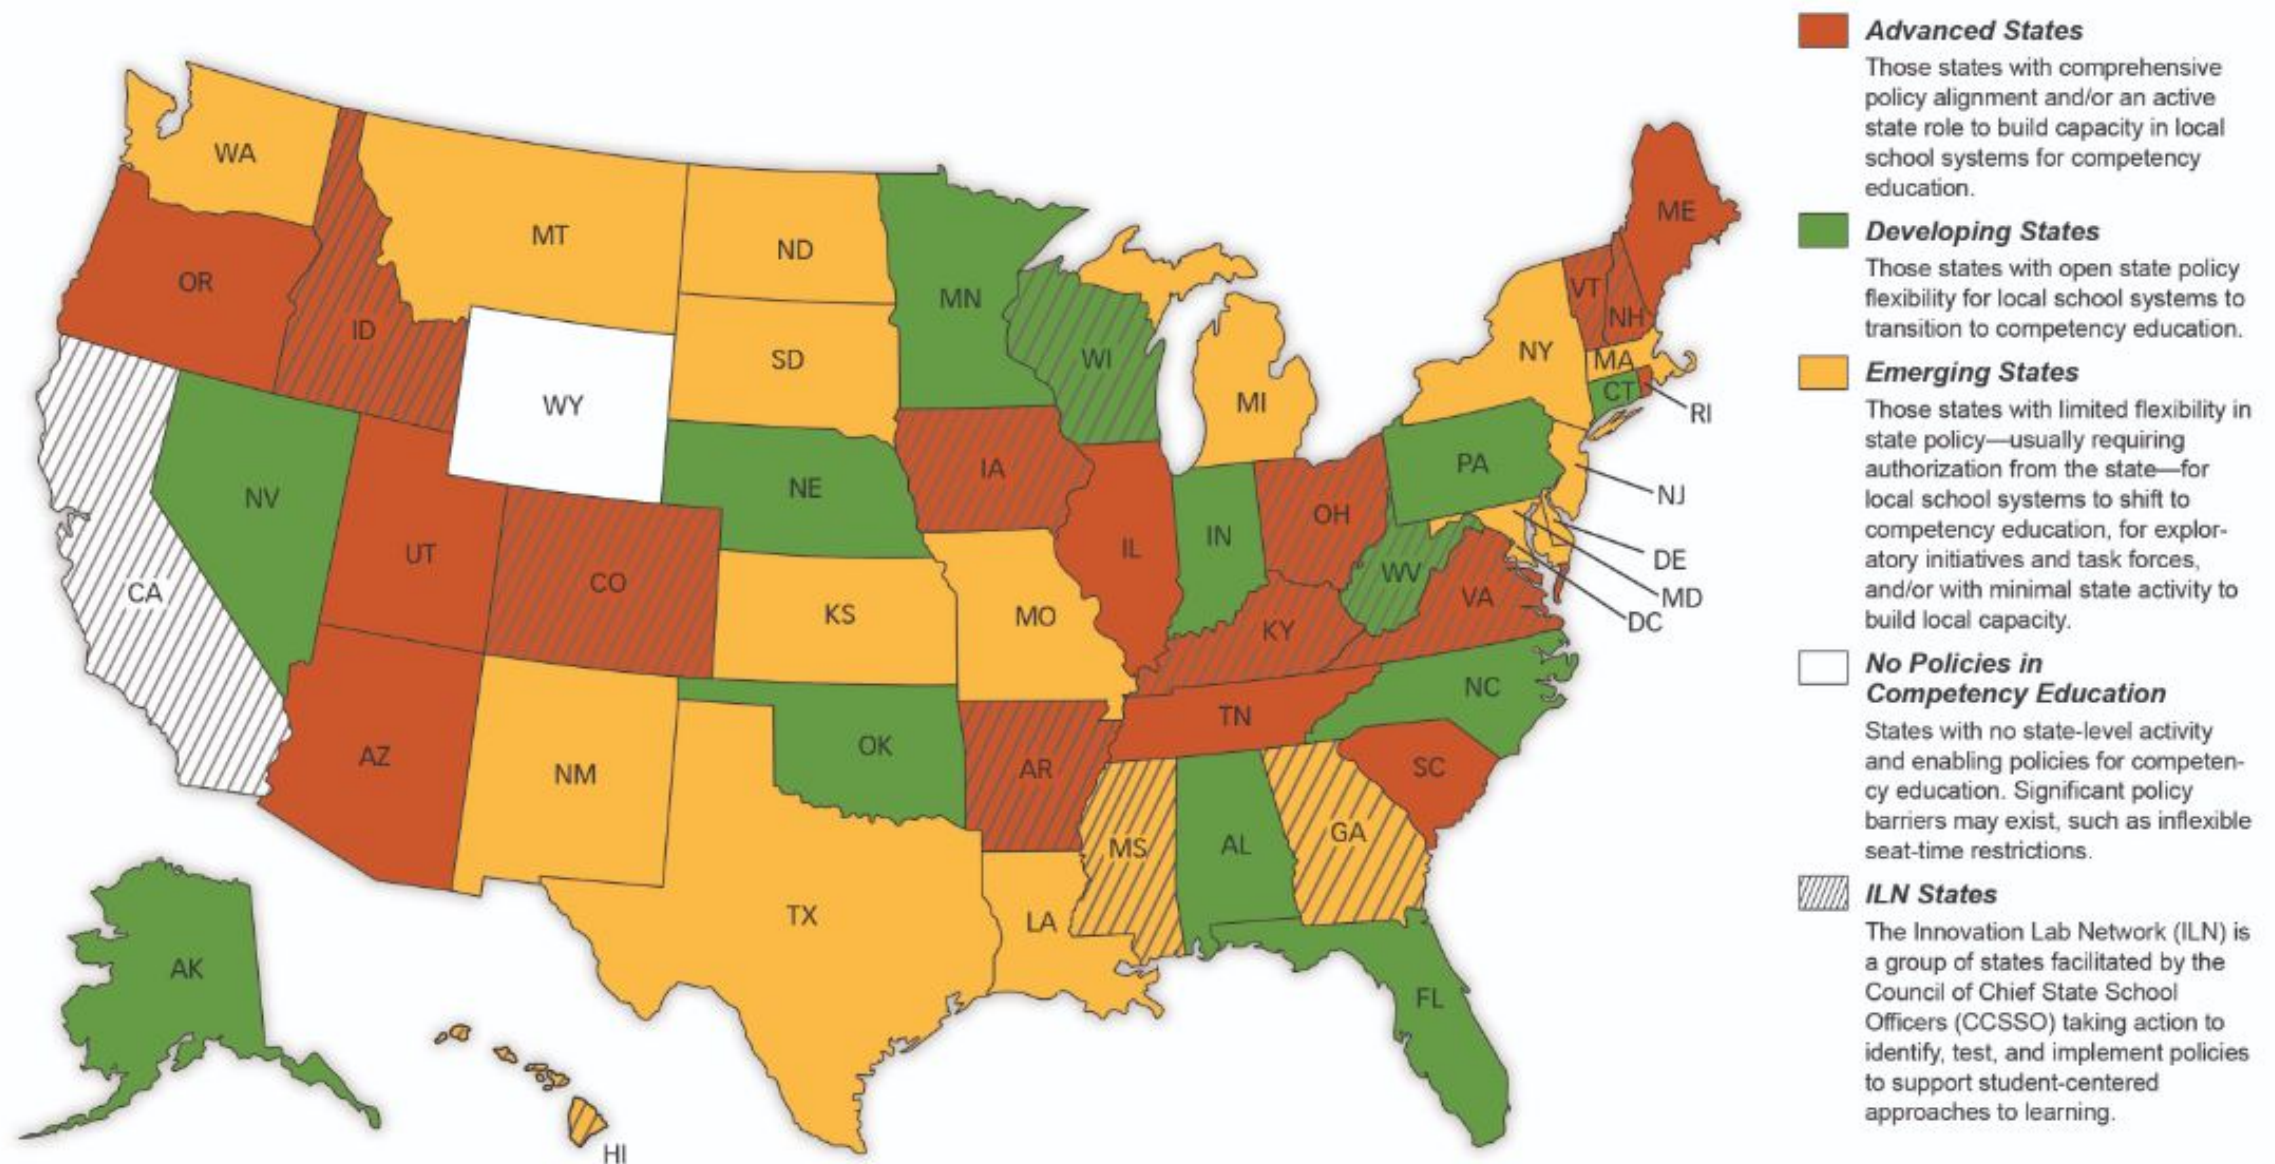 WA
OR
CA
ID
NV
MT
WY
UT
AZ
CO
NM
ND
SD
NE
KS
OK
TX
MN
IA
MO
AR
LA
WI
IL
MI
IN
OH
KY
TN
MS
AL
GA
FL
SC
NC
VA
WV
PA
NY
VT
NH
ME
MA
CT
RI
NJ
DE
MD
DC
AK
HI
Advanced States
Those states with comprehensive
policy alignment and/or an active
state role to build capacity in local
school systems for competency
education.
Developing States
Those states with open state policy
flexibility for local school systems to
transition to competency education.
Emerging States
Those states with limited flexibility in
state policy—usually requiring
authorization from the state—for
local school systems to shift to
competency education, for explor-
atory initiatives and task forces,
and/or with minimal state activity to
build local capacity.
No Policies in
Competency Education
States with no state-level activity
and enabling policies for competen-
cy education. Significant policy
barriers may exist, such as inflexible
seat-time restrictions.
ILN States
The Innovation Lab Network (ILN) is
a group of states facilitated by the
Council of Chief State School
Officers (CCSSO) taking action to
identify, test, and implement policies
to support student-centered
approaches to learning.